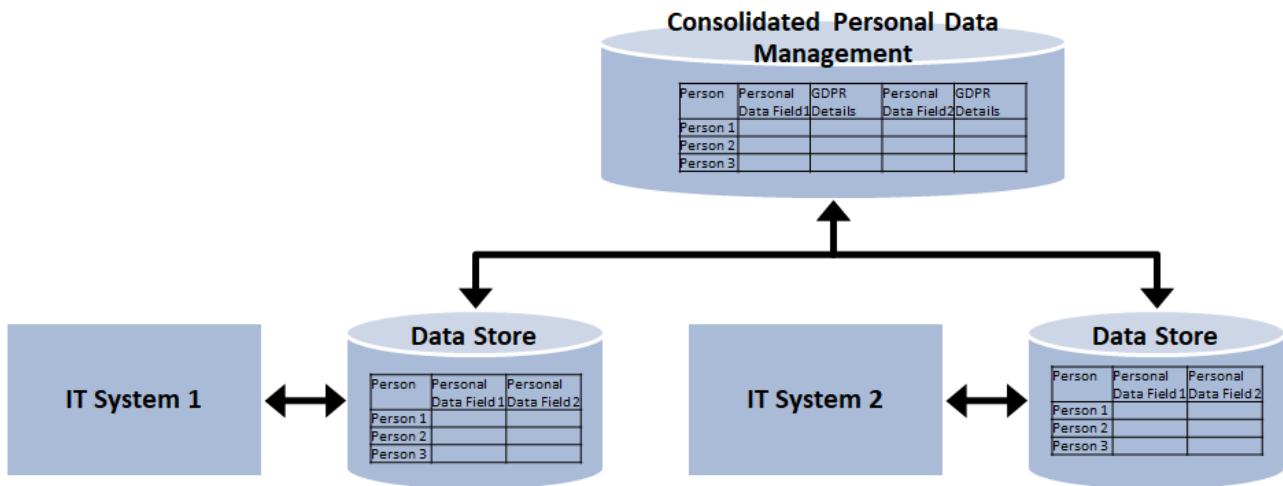 Consolidated Personal Data
Management
Person Personal GDPR Personal GDPR
Data Field1 Details Data Field2 Details
Person 1
Person 2
Person 3
IT System 1
Data Store
Person Personal Personal
Data Field 1 Data Field 2
Person 1
Person 2
Person 3
IT System 2
Data Store
Person Personal Personal
Data Field 1 Data Field 2
Person 1
Person 2
Person 3